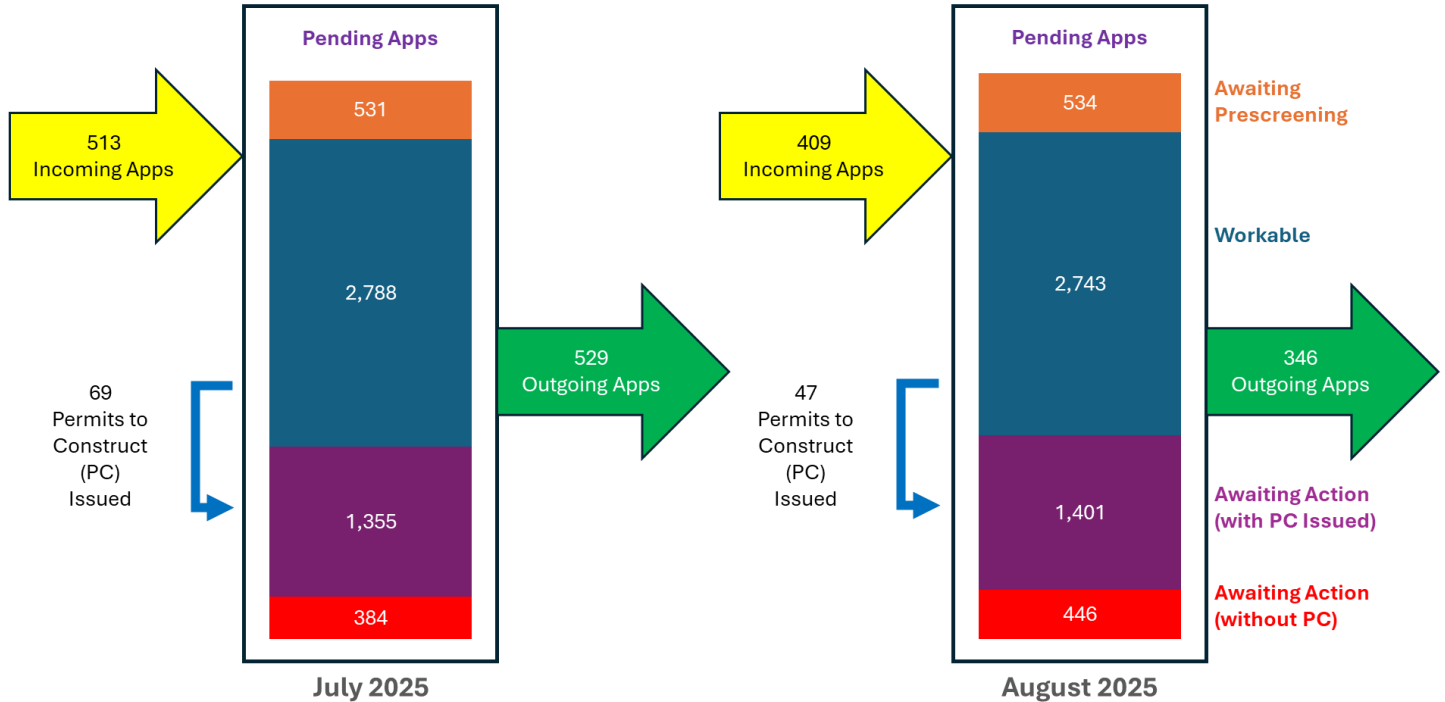 Pending Apps
531
513
Incoming Apps
2,788
529
Outgoing Apps
69
Permits to
Construct
(PC)
Issued
1,355
384
July 2025
Pending Apps
534
409
Incoming Apps
2,743
346
Outgoing Apps
47
Permits to
Construct
(PC)
Issued
1,401
446
August 2025
Awaiting
Prescreening
Workable
Awaiting Action
(with PC Issued)
Awaiting Action
(without PC)